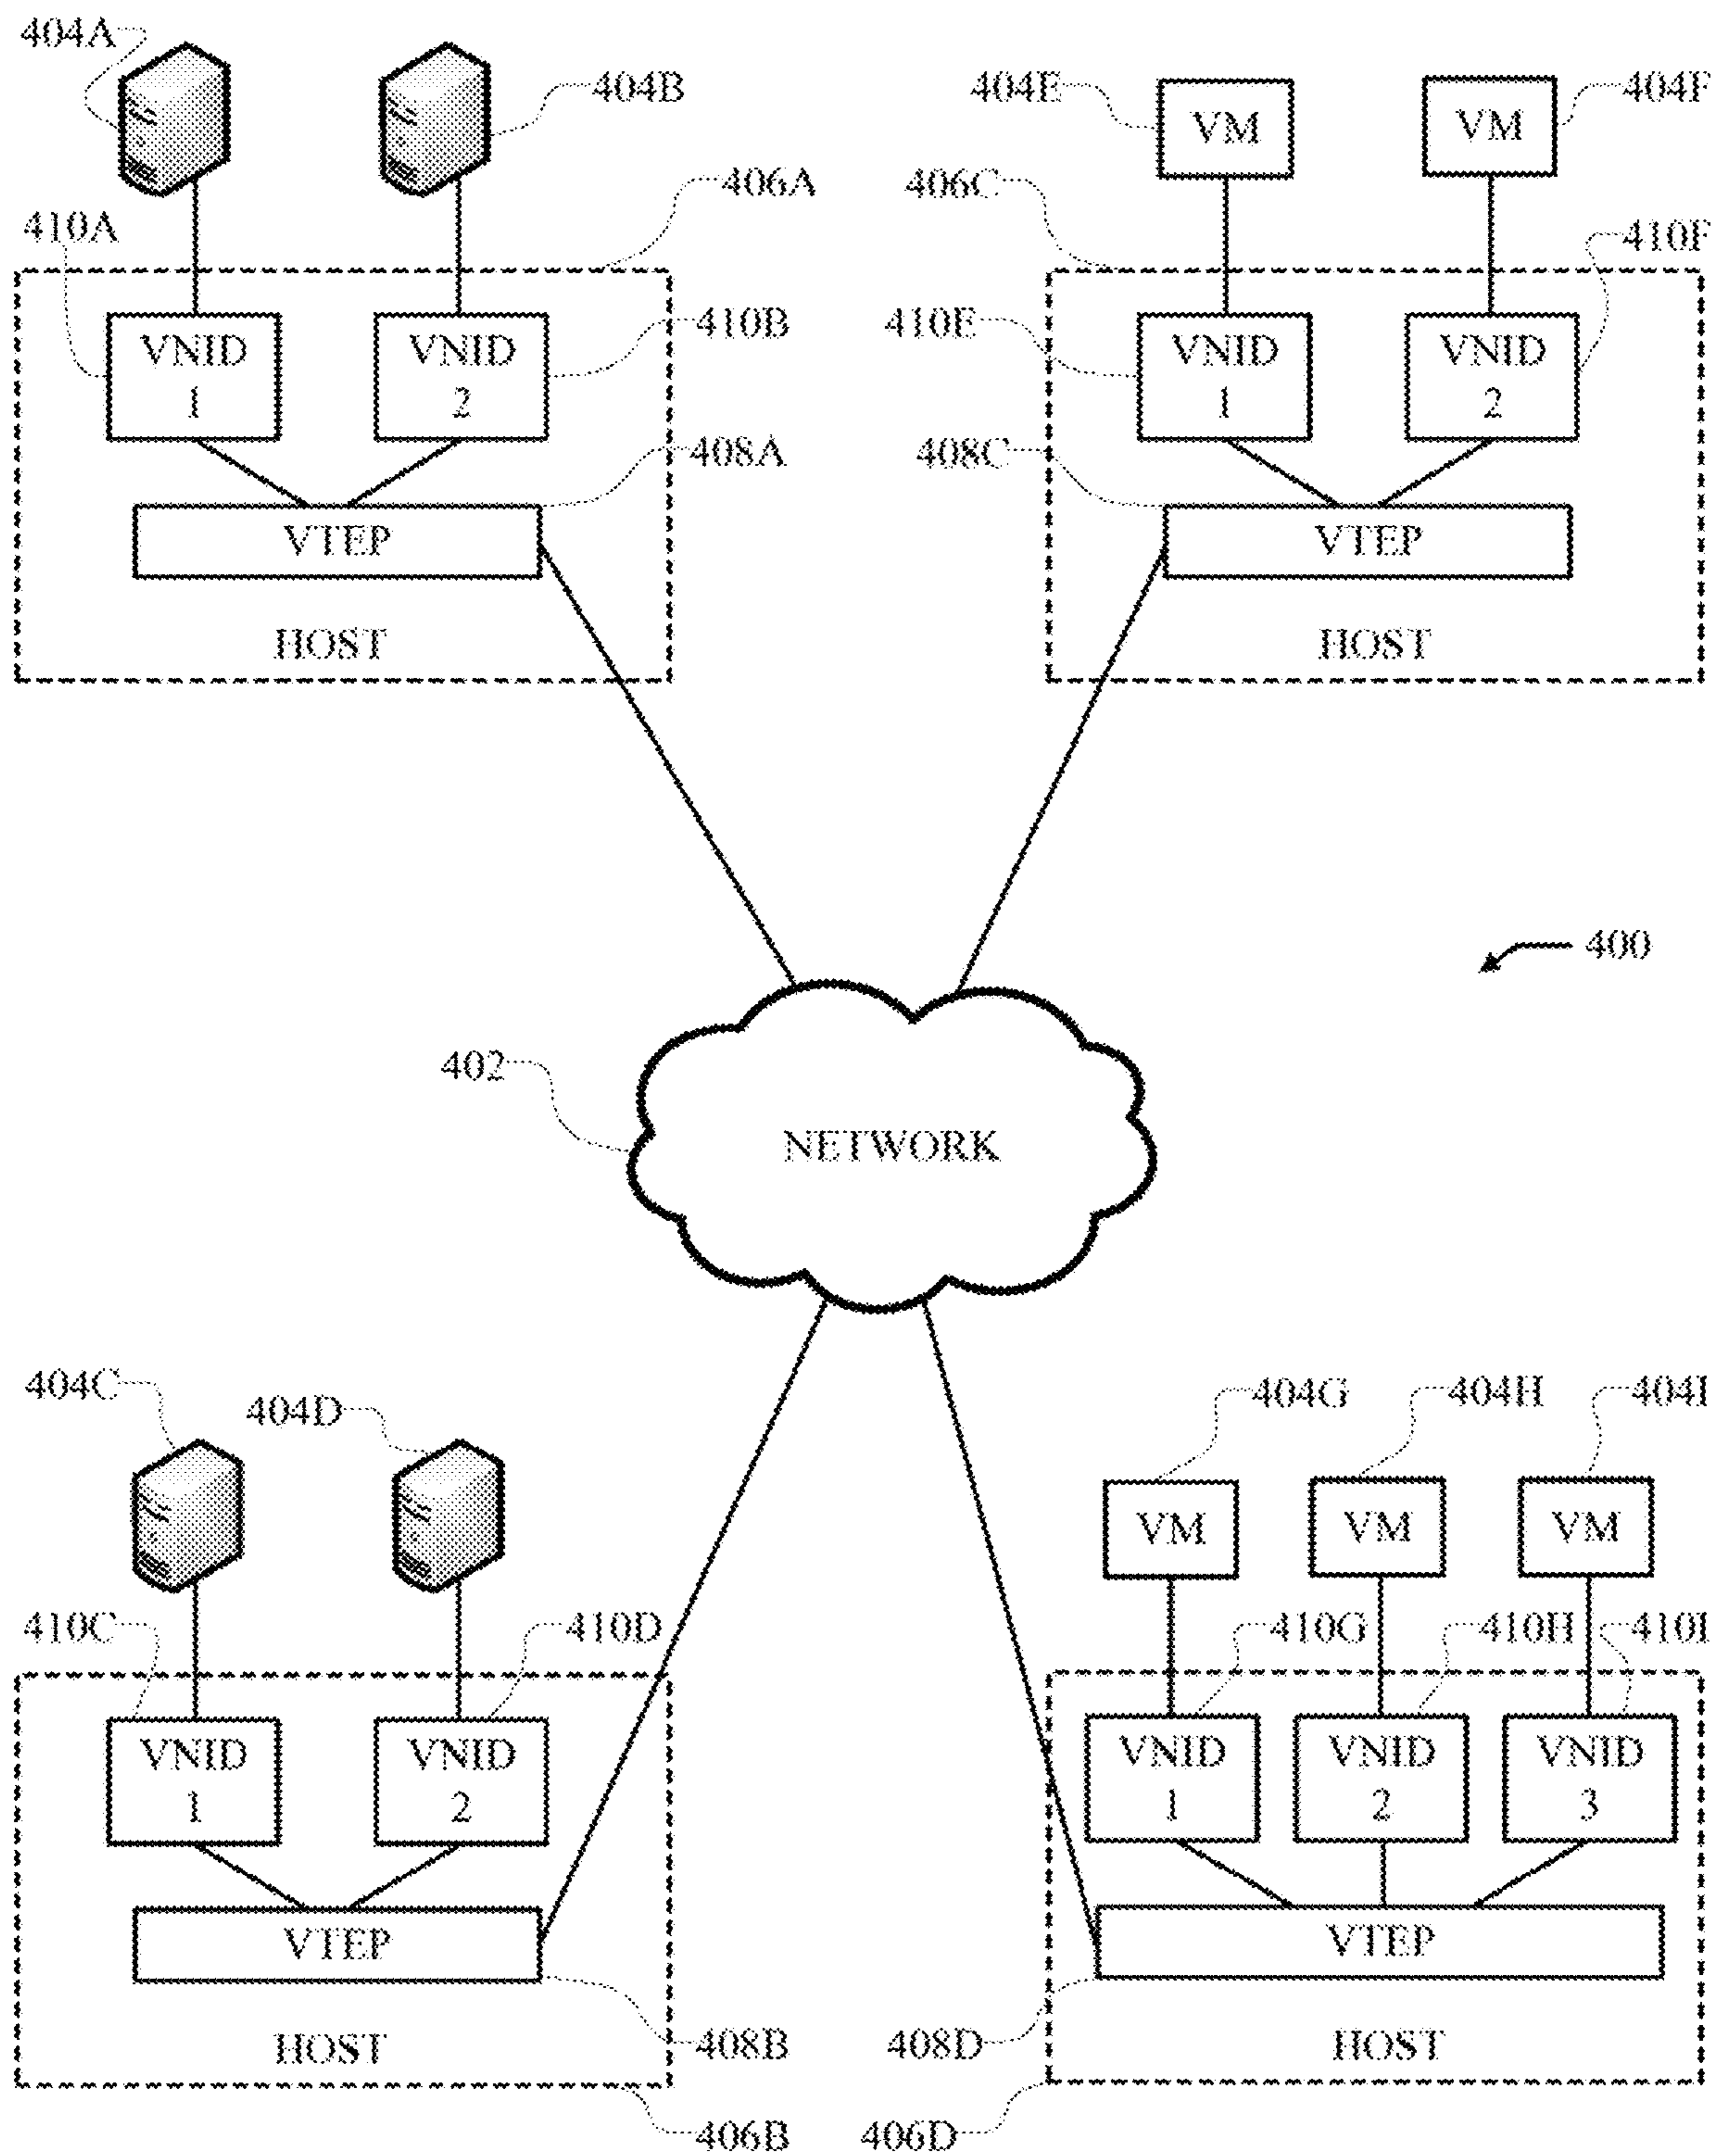 404A
404B
404E
VM
VM
404F
406A
406C
410A
410F
VNID
1
VNID
2
410B
410E
VNID
1
VNID
2
408A
408C
VTEP
VTEP
HOST
HOST
400
402
NETWORK
404C
404D
404G
404H
404I
VM
VM
VM
410C
410D
410G
410H
410I
VNID
1
VNID
2
VNID
1
VNID
2
VNID
3
VTEP
VTEP
HOST
408B
408D
HOST
406B
406D